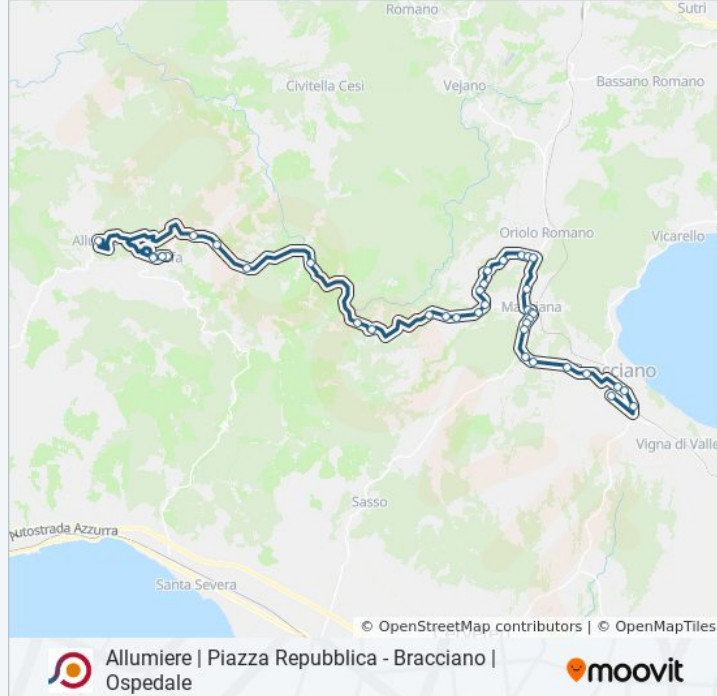 Romano
Sutri
Civitella Cesi
Vejano
Bassano Romano
Oriolo Romano
Vicarello
Vigna di Valle
Sasso
Autostrada Azzurra
Santa Severa
© OpenStreetMap contributors | © OpenMapTiles
Allumiere | Piazza Repubblica - Bracciano |
Ospedale
moovit